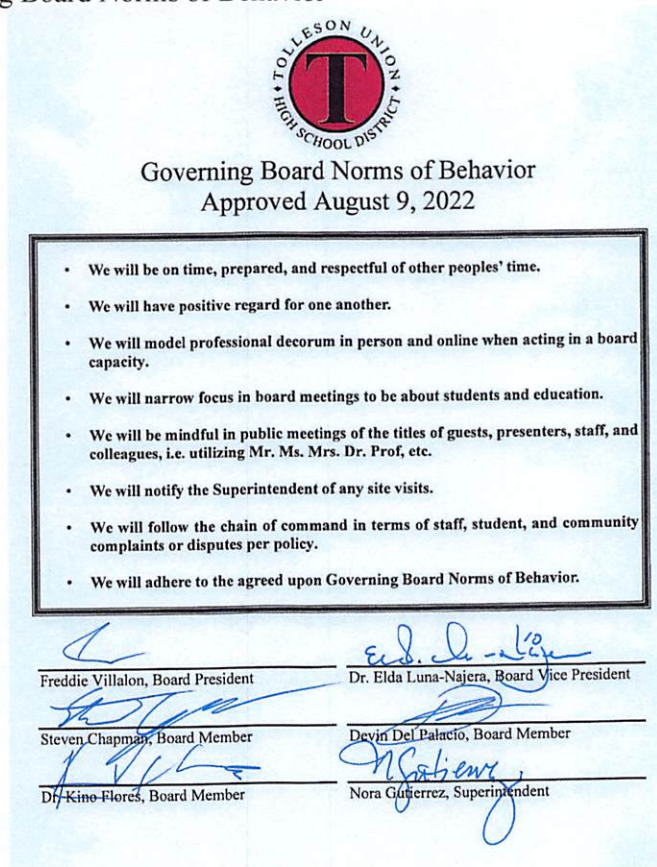 g Board Norms of Behavior
TOLLESON UNION
HIGH SCHOOL DISTRICT
T
Governing Board Norms of Behavior
Approved August 9, 2022
• We will be on time, prepared, and respectful of other peoples' time.
• We will have positive regard for one another.
• We will model professional decorum in person and online when acting in a board
capacity.
• We will narrow focus in board meetings to be about students and education.
• We will be mindful in public meetings of the titles of guests, presenters, staff, and
colleagues, i.e. utilizing Mr. Ms. Mrs. Dr. Prof, etc.
• We will notify the Superintendent of any site visits.
• We will follow the chain of command in terms of staff, student, and community
complaints or disputes per policy.
• We will adhere to the agreed upon Governing Board Norms of Behavior.
Freddie Villalon, Board President
Dr. Elda Luna-Najera, Board Vice President
Steven Chapman, Board Member
Devin Del Palacio, Board Member
Dr. Kino Flores, Board Member
NGutierrez
Nora Gutierrez, Superintendent